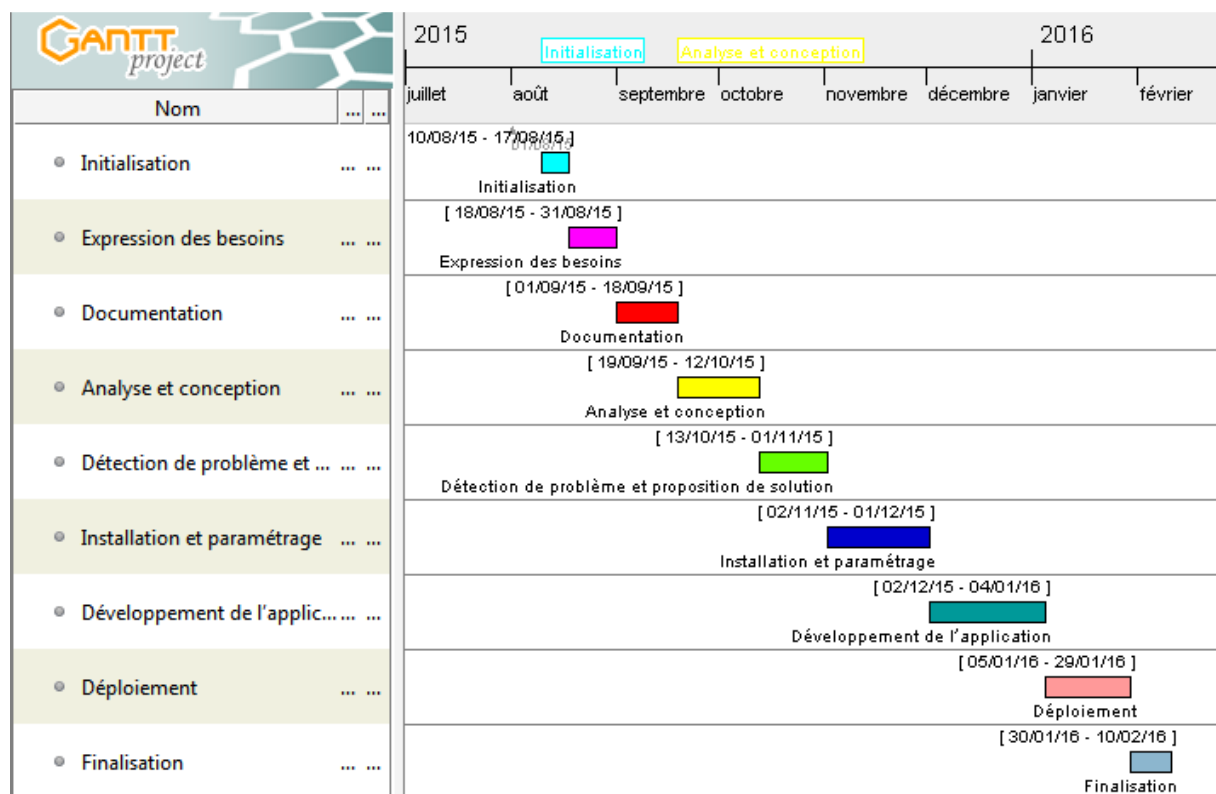 GANTT
project
Nom ... ...
2015 2016
Initialisation Analyse et conception
juillet août septembre octobre novembre décembre janvier février
Initialisation ... ...
10/08/15 - 17/08/15 ]
01/08/15
Initialisation
Expression des besoins ... ...
[ 18/08/15 - 31/08/15 ]
Expression des besoins
Documentation ... ...
[ 01/09/15 - 18/09/15 ]
Documentation
Analyse et conception ... ...
[ 19/09/15 - 12/10/15 ]
Analyse et conception
Détection de problème et ... ... ...
[ 13/10/15 - 01/11/15 ]
Détection de problème et proposition de solution
Installation et paramétrage ... ...
[ 02/11/15 - 01/12/15 ]
Installation et paramétrage
Développement de l'applic... ... ...
[ 02/12/15 - 04/01/16 ]
Développement de l'application
Déploiement ... ...
[ 05/01/16 - 29/01/16 ]
Déploiement
Finalisation ... ...
[ 30/01/16 - 10/02/16 ]
Finalisation